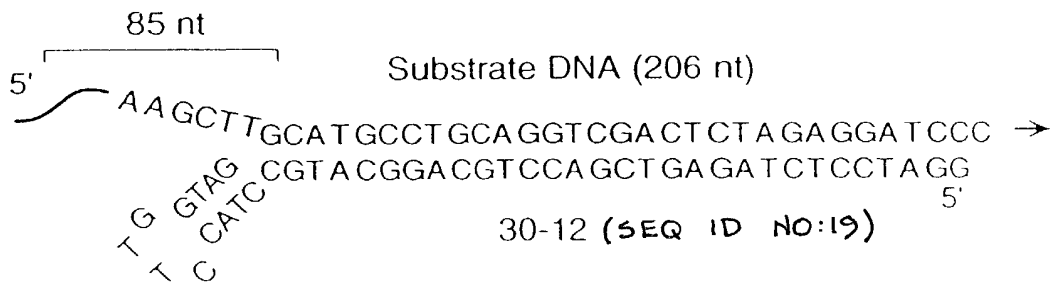 85 nt
5'
Substrate DNA (206 nt)
AAGCTTGCATGCCTGCAGGTCGACTCTAGAGGATCCC →
GTAG
CGTACGGACGTCCAGCTGAGATCTCCTAGG
CATC
5'
G
T
T
C
30-12 (SEQ ID NO:19)